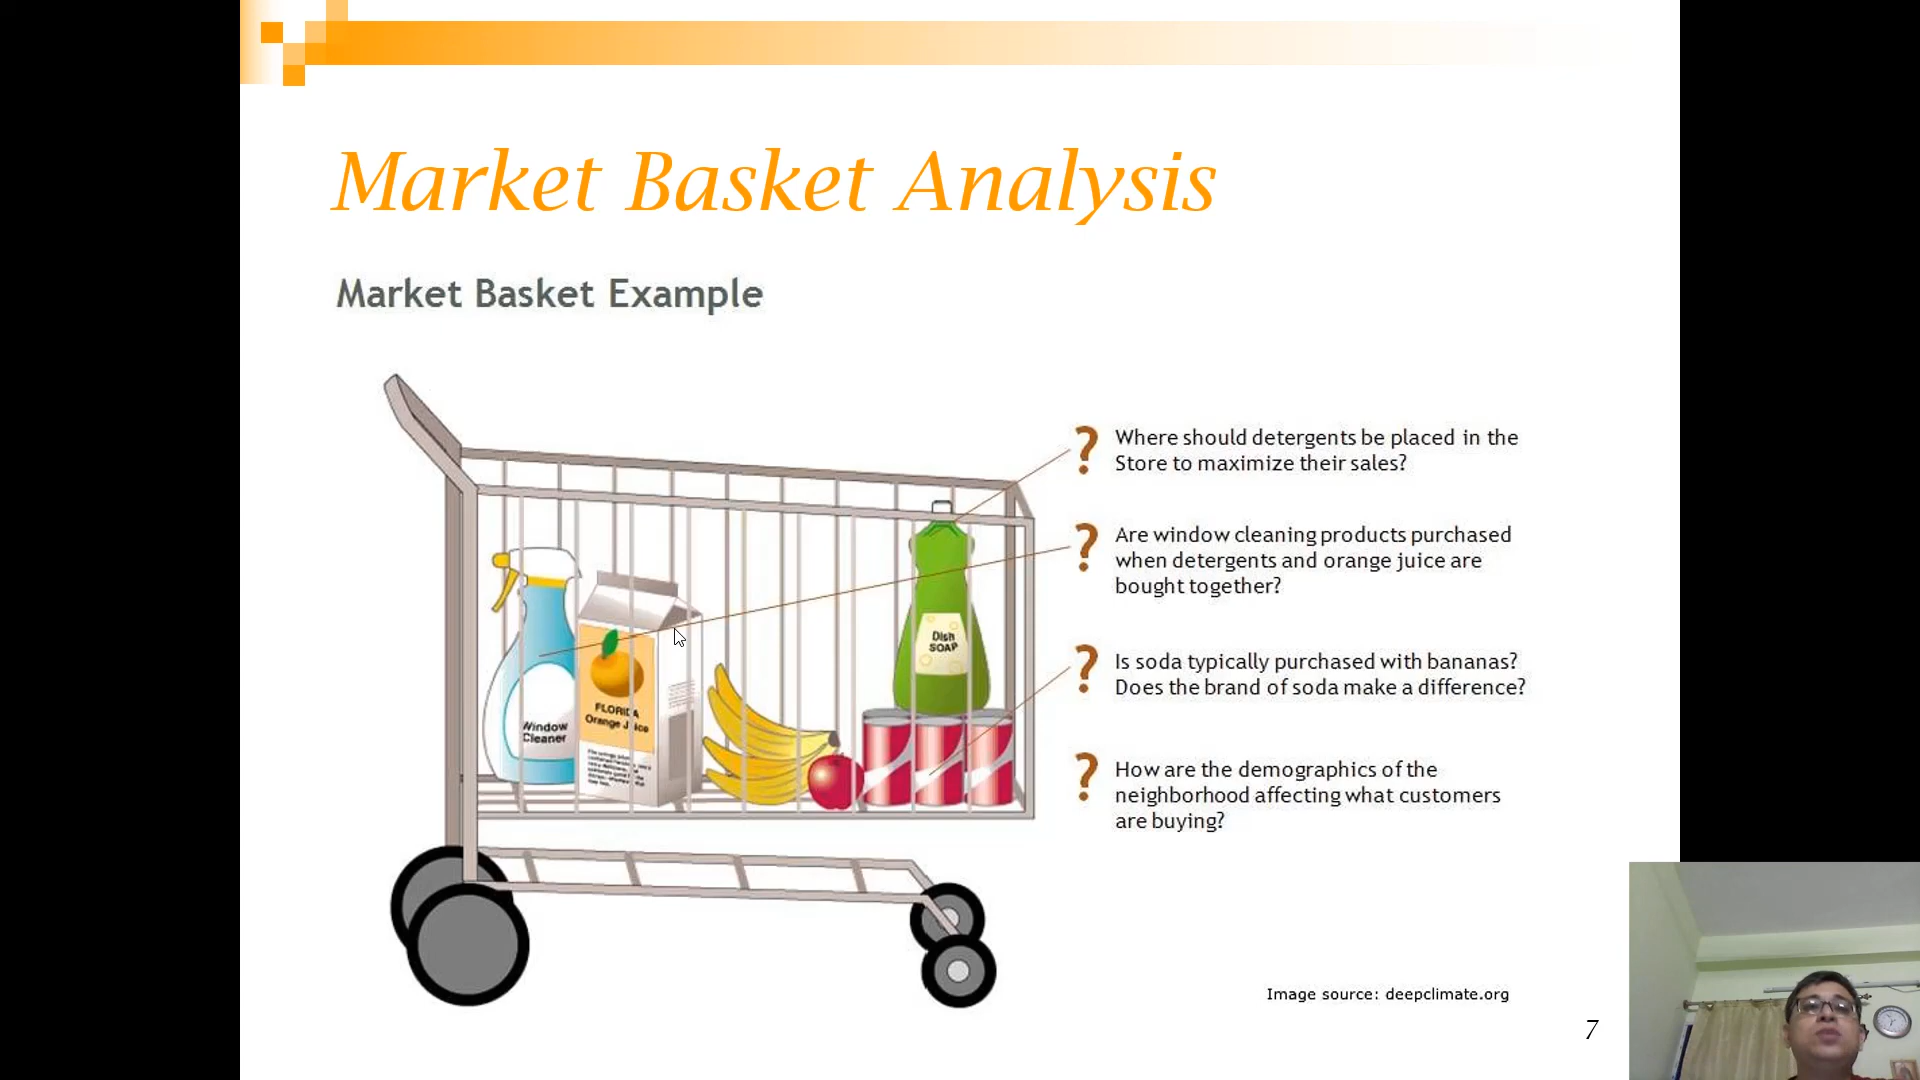 Market Basket Analysis
Market Basket Example
? Where should detergents be placed in the
Store to maximize their sales?
? Are window cleaning products purchased
when detergents and orange juice are
bought together?
? Is soda typically purchased with bananas?
Does the brand of soda make a difference?
? How are the demographics of the
neighborhood affecting what customers
are buying?
Window
Cleaner
FLORIDA
Orange Juice
Dish
SOAP
Image source: deepclimate.org
7